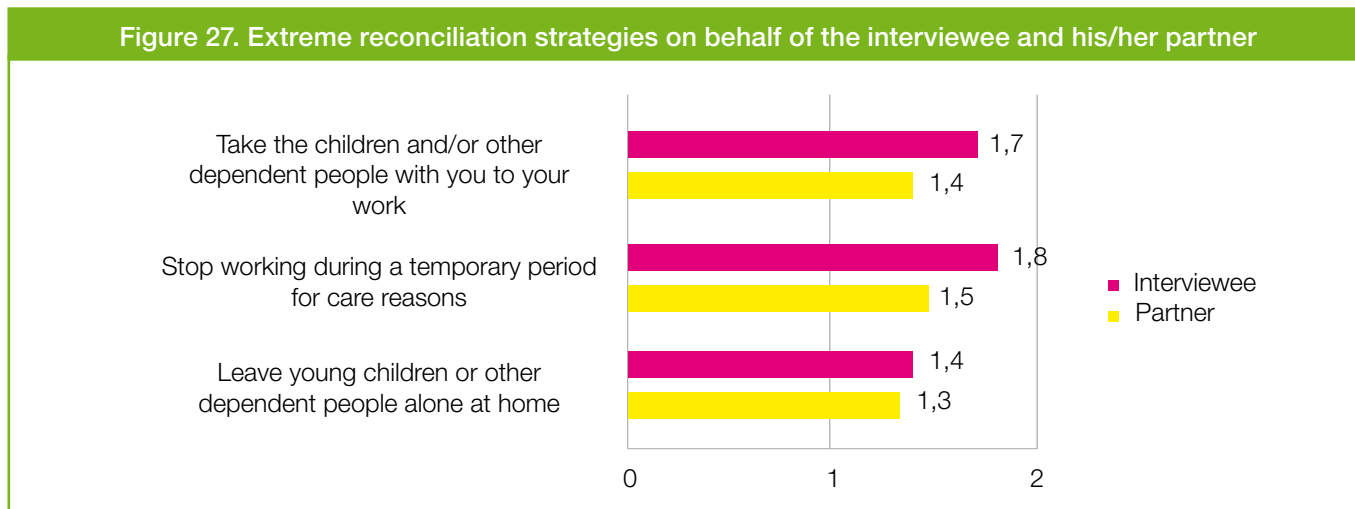 Figure 27. Extreme reconciliation strategies on behalf of the interviewee and his/her partner
Take the children and/or other
dependent people with you to your
work
1,7
1,4
Stop working during a temporary period
for care reasons
1,8
1,5
Leave young children or other
dependent people alone at home
1,4
1,3
Interviewee
Partner
0 1 2